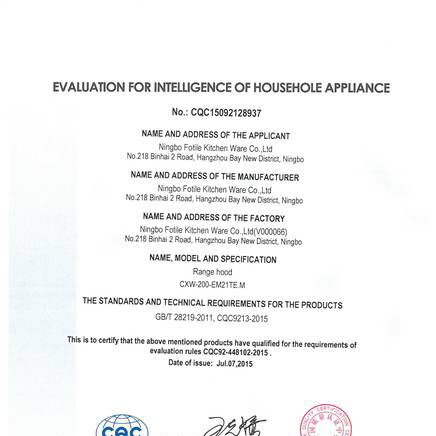 EVALUATION FOR INTELLIGENCE OF HOUSEHOLE APPLIANCE
No.: CQC15092128937
NAME AND ADDRESS OF THE APPLICANT
Ningbo Fotile Kitchen Ware Co.,Ltd
No.218 Binhai 2 Road, Hangzhou Bay New District, Ningbo
NAME AND ADDRESS OF THE MANUFACTURER
Ningbo Fotile Kitchen Ware Co.,Ltd
No.218 Binhai 2 Road, Hangzhou Bay New District, Ningbo
NAME AND ADDRESS OF THE FACTORY
Ningbo Fotile Kitchen Ware Co.,Ltd(V000066)
No.218 Binhai 2 Road, Hangzhou Bay New District, Ningbo
NAME, MODEL AND SPECIFICATION
Range hood
CXW-200-EM21TE.M
THE STANDARDS AND TECHNICAL REQUIREMENTS FOR THE PRODUCTS
GB/T 28219-2011, CQC9213-2015
This is to certify that the above mentioned products have qualified for the requirements of
evaluation rules CQC92-448102-2015 .
Date of issue: Jul.07,2015
cqc